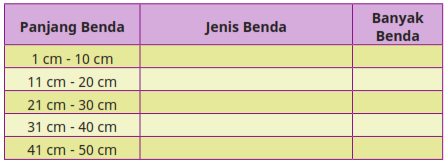 Panjang Benda Jenis Benda Banyak Benda
1 cm - 10 cm
11 cm - 20 cm
21 cm - 30 cm
31 cm - 40 cm
41 cm - 50 cm